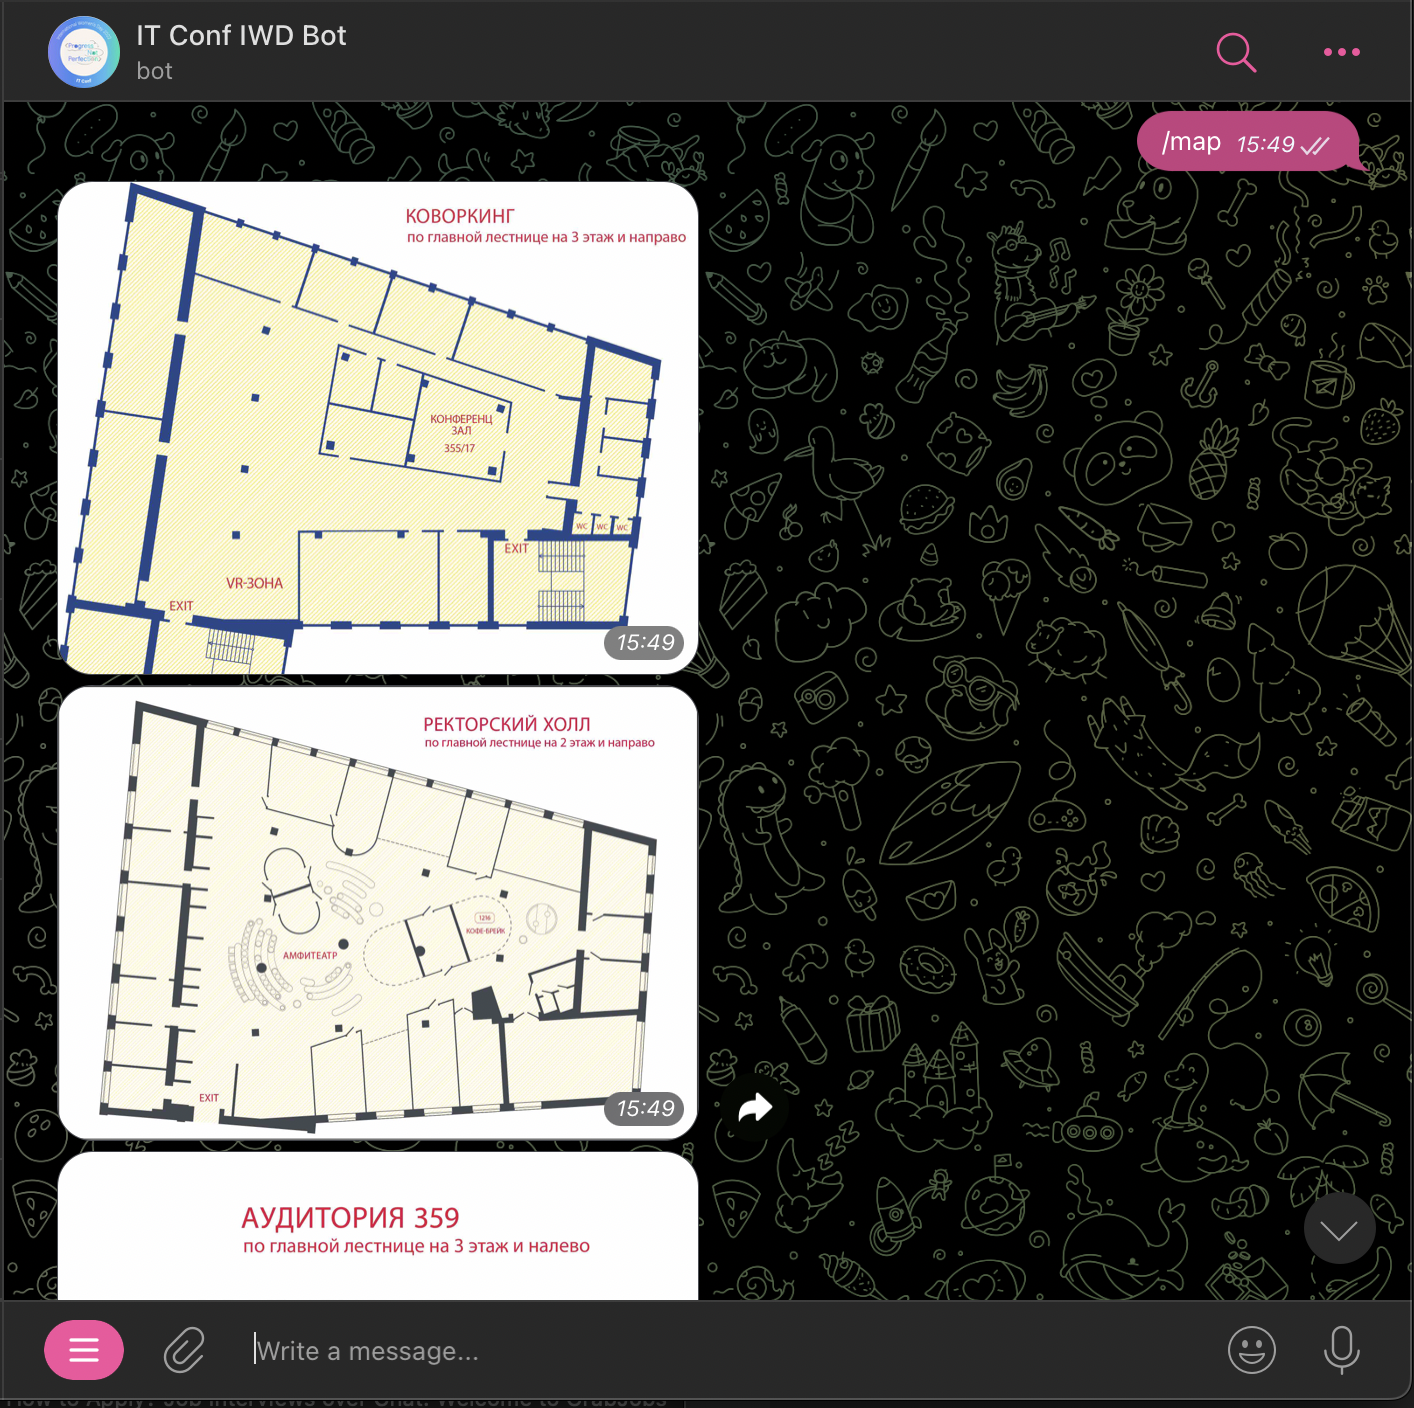 IT Conf IWD Bot
bot
/map 15:49
КОВОРКИНГ
по главной лестнице на 3 этаж и направо
КОНФЕРЕНЦ
ЗАЛ
355/17
WC WC WC
EXIT
VR-ЗОНА
EXIT
15:49
РЕКТОРСКИЙ ХОЛЛ
по главной лестнице на 2 этаж и направо
1216
КОФЕ-БРЕЙК
АМФИТЕАТР
EXIT
15:49
АУДИТОРИЯ 359
по главной лестнице на 3 этаж и налево
Write a message...